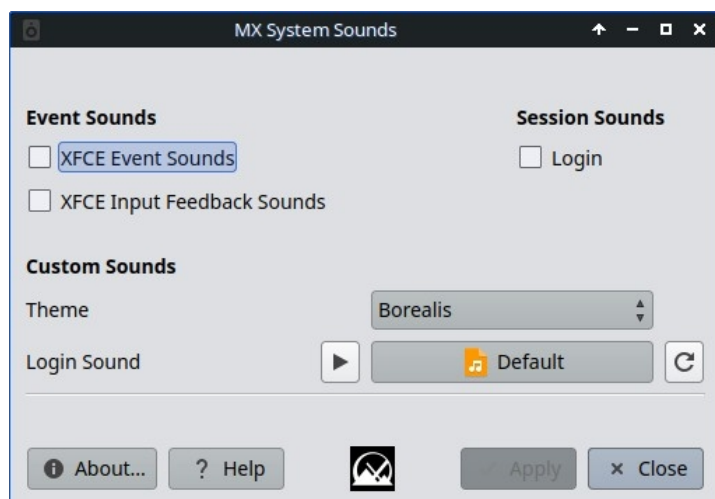 MX System Sounds
Event Sounds
Session Sounds
XFCE Event Sounds
Login
XFCE Input Feedback Sounds
Custom Sounds
Theme
Borealis
Login Sound
Default
About...
? Help
Apply
Close